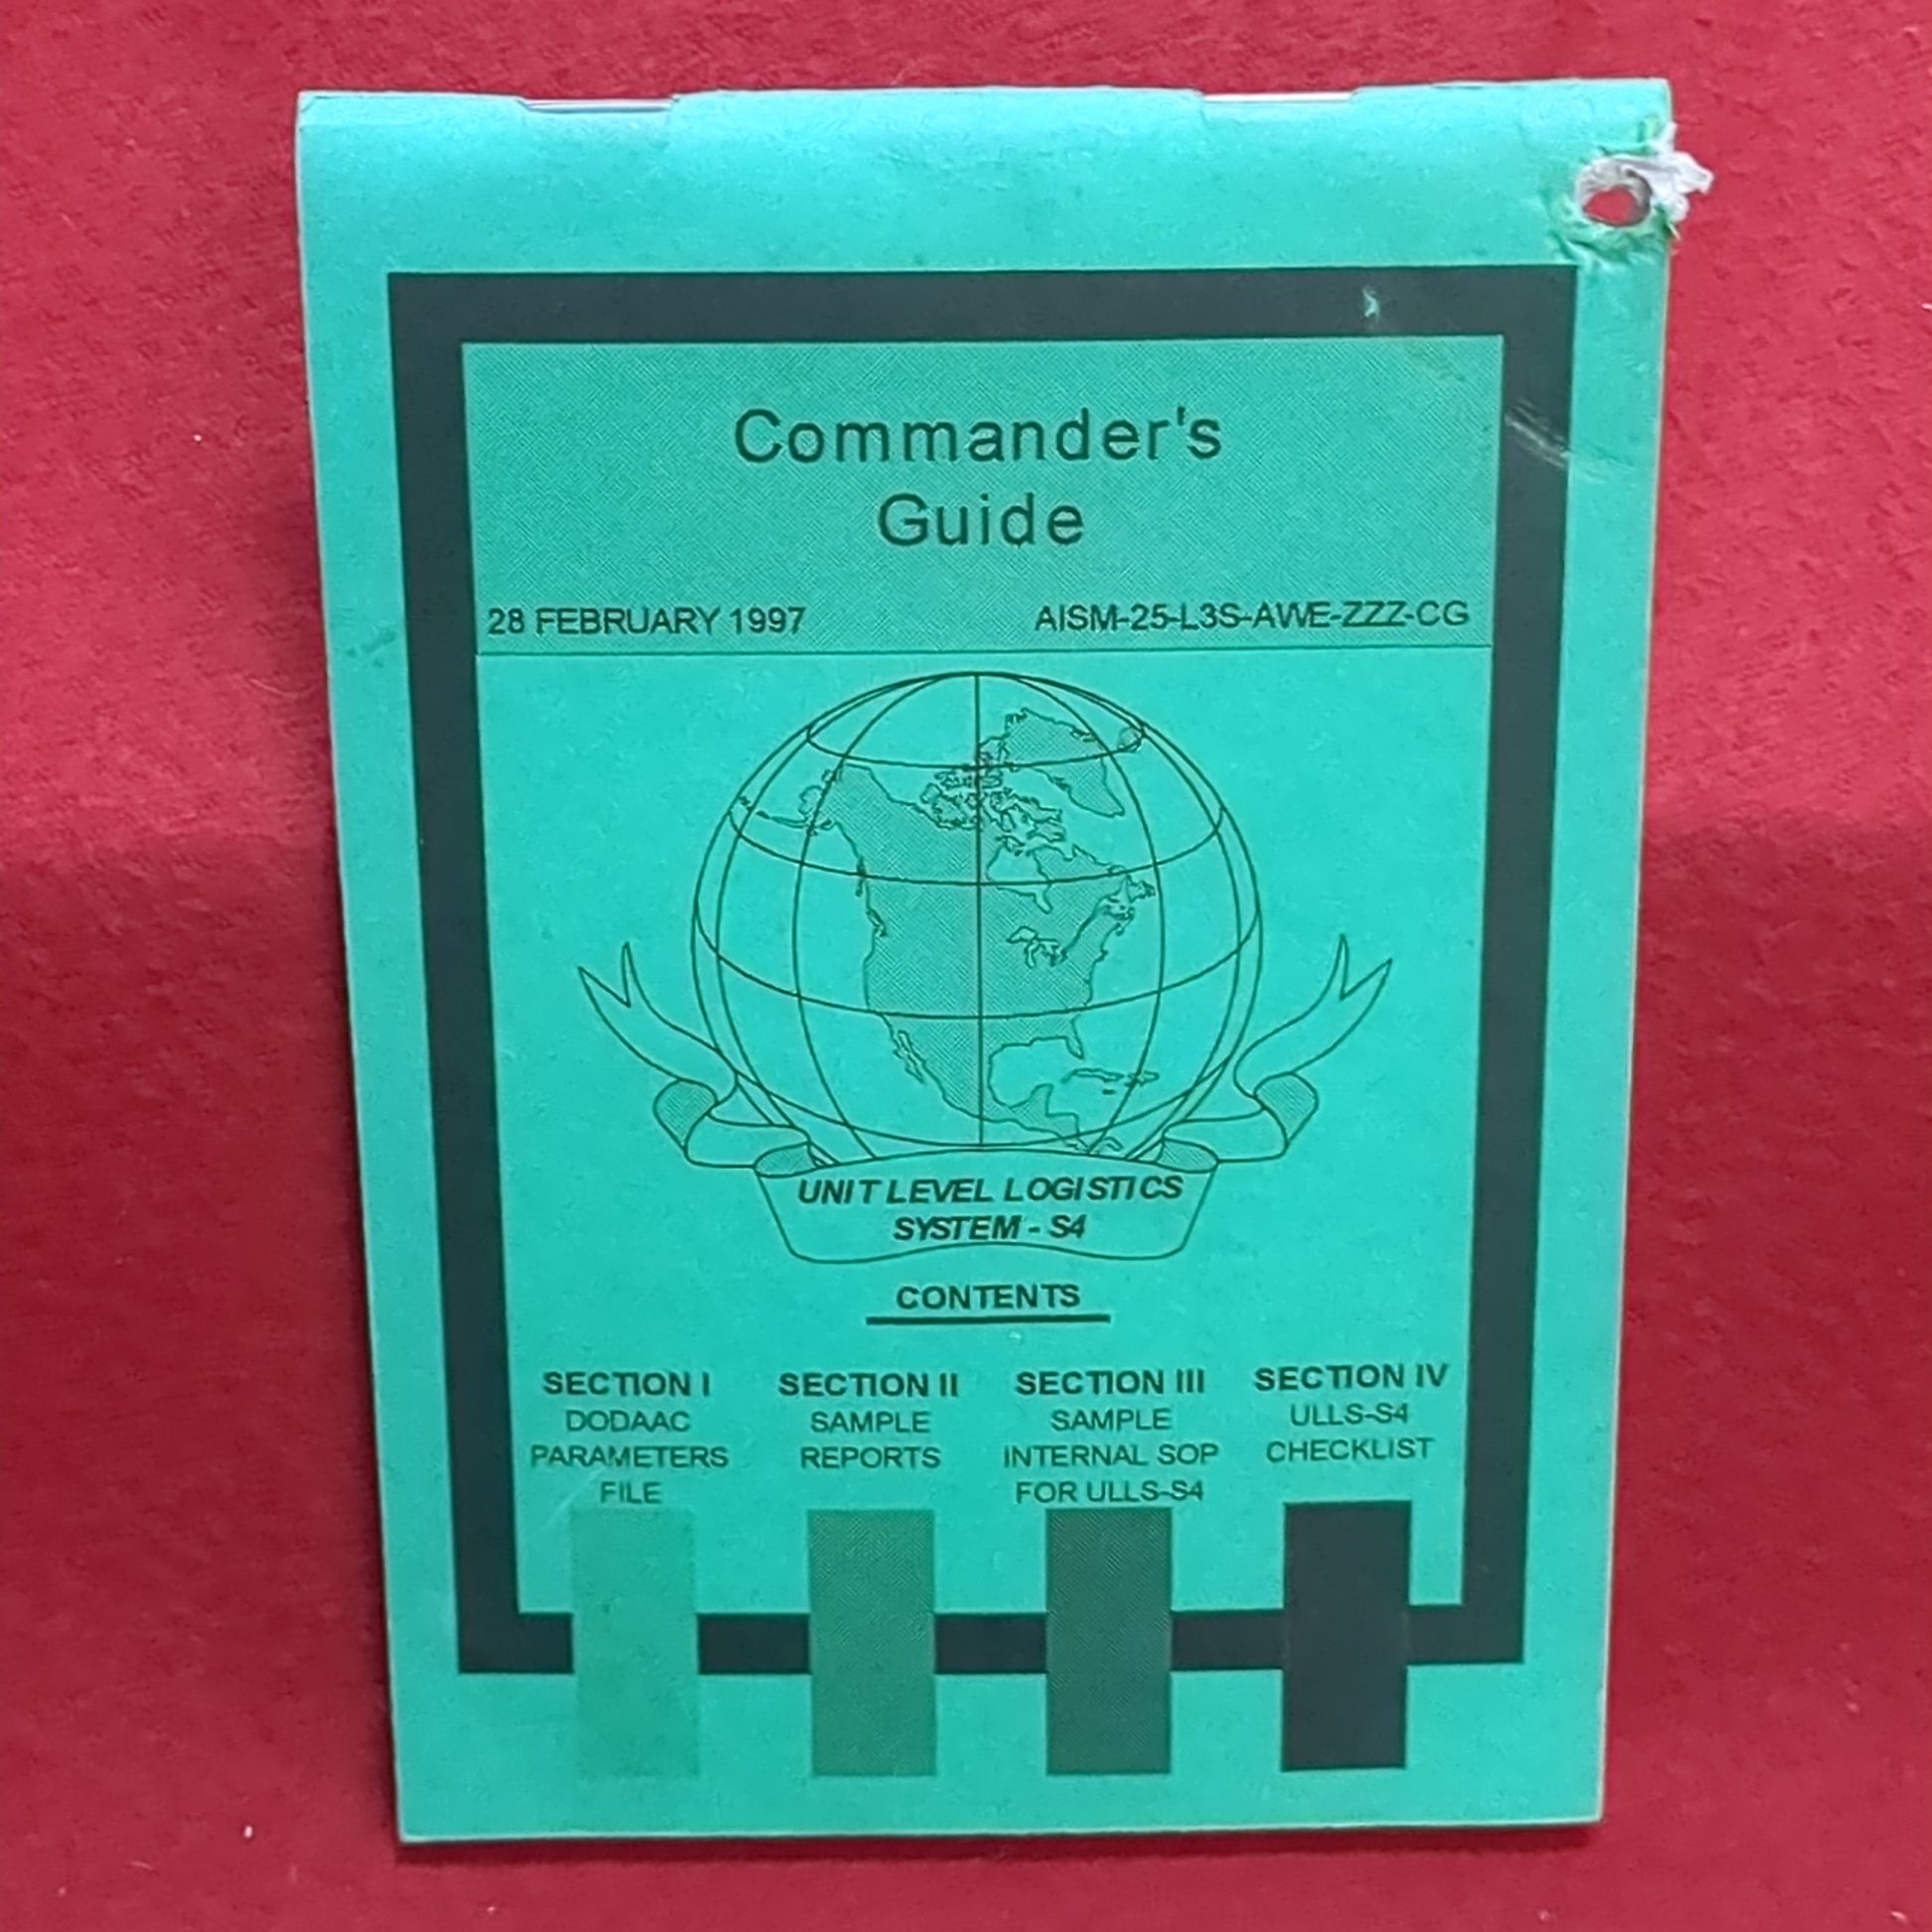 Commander's
Guide
28 FEBRUARY 1997 AISM-25-L3S-AWE-ZZZ-CG
UNIT LEVEL LOGISTICS
SYSTEM - S4
CONTENTS
SECTION I SECTION II SECTION III SECTION IV
DODAAC SAMPLE SAMPLE ULLS-S4
PARAMETERS REPORTS INTERNAL SOP CHECKLIST
FILE FOR ULLS-S4